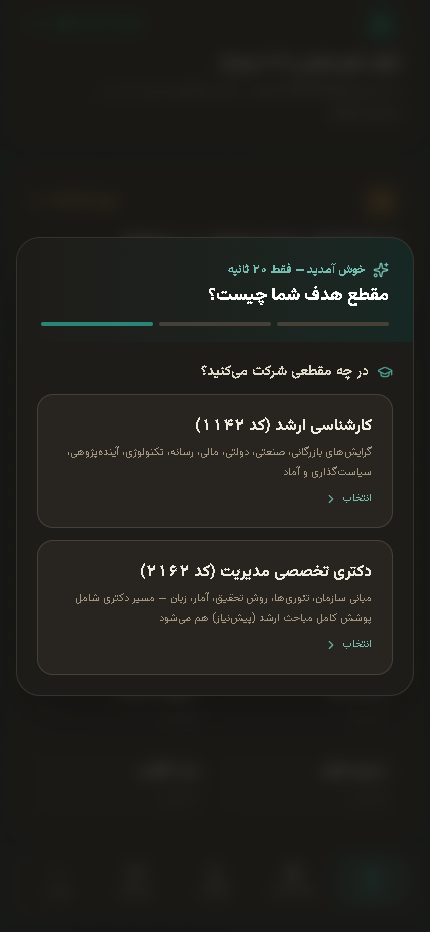 خوش آمدید — فقط ۲۰ ثانیه
مقطع هدف شما چیست؟
در چه مقطعی شرکت می‌کنید؟
کارشناسی ارشد (کد ۱۱۴۲)
گرایش‌های بازرگانی، صنعتی، دولتی، مالی، رسانه، تکنولوژی، آینده‌پژوهی،
سیاست‌گذاری و آماد
انتخاب
دکتری تخصصی مدیریت (کد ۲۱۶۲)
مبانی سازمان، تئوری‌ها، روش تحقیق، آمار، زبان — مسیر دکتری شامل
پوشش کامل مباحث ارشد (پیش‌نیاز) هم می‌شود
انتخاب